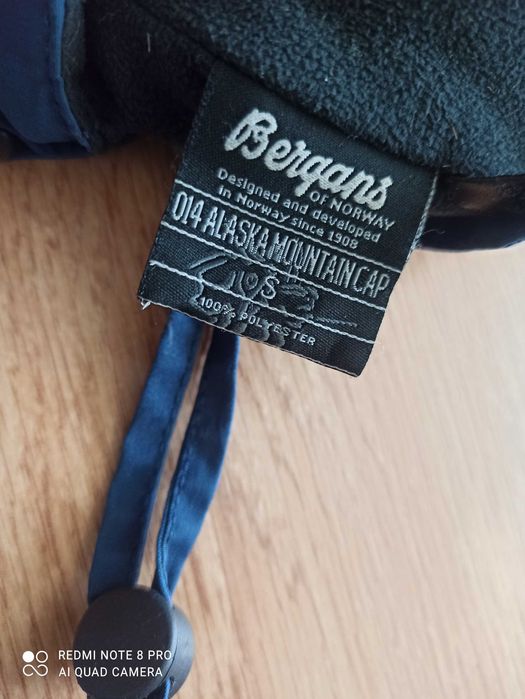 Bergans
OF NORWAY
Designed and developed
in Norway since 1908
014 ALASKA MOUNTAIN CAP
S
100% POLYESTER
REDMI NOTE 8 PRO
AI QUAD CAMERA